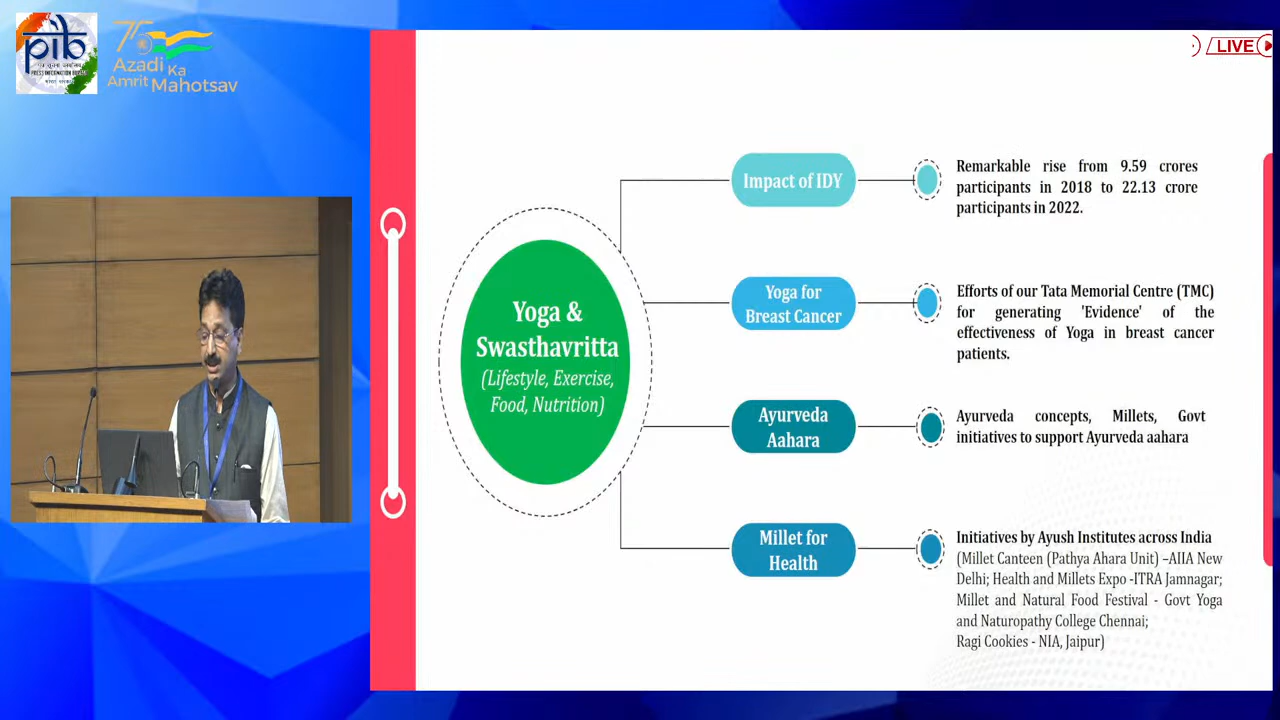 pib
PRESS INFORMATION BUREAU
75
Azadi
Ka
Amrit
Mahotsav
LIVE
Yoga &
Swasthavritta
(Lifestyle, Exercise,
Food, Nutrition)
Impact of IDY
Remarkable rise from 9.59 crores
participants in 2018 to 22.13 crore
participants in 2022.
Yoga for
Breast Cancer
Efforts of our Tata Memorial Centre (TMC)
for generating 'Evidence' of the
effectiveness of Yoga in breast cancer
patients.
Ayurveda
Aahara
Ayurveda concepts, Millets, Govt
initiatives to support Ayurveda aahara
Millet for
Health
Initiatives by Ayush Institutes across India
(Millet Canteen (Pathya Ahara Unit) –AIIA New
Delhi; Health and Millets Expo -ITRA Jamnagar;
Millet and Natural Food Festival - Govt Yoga
and Naturopathy College Chennai;
Ragi Cookies - NIA, Jaipur)